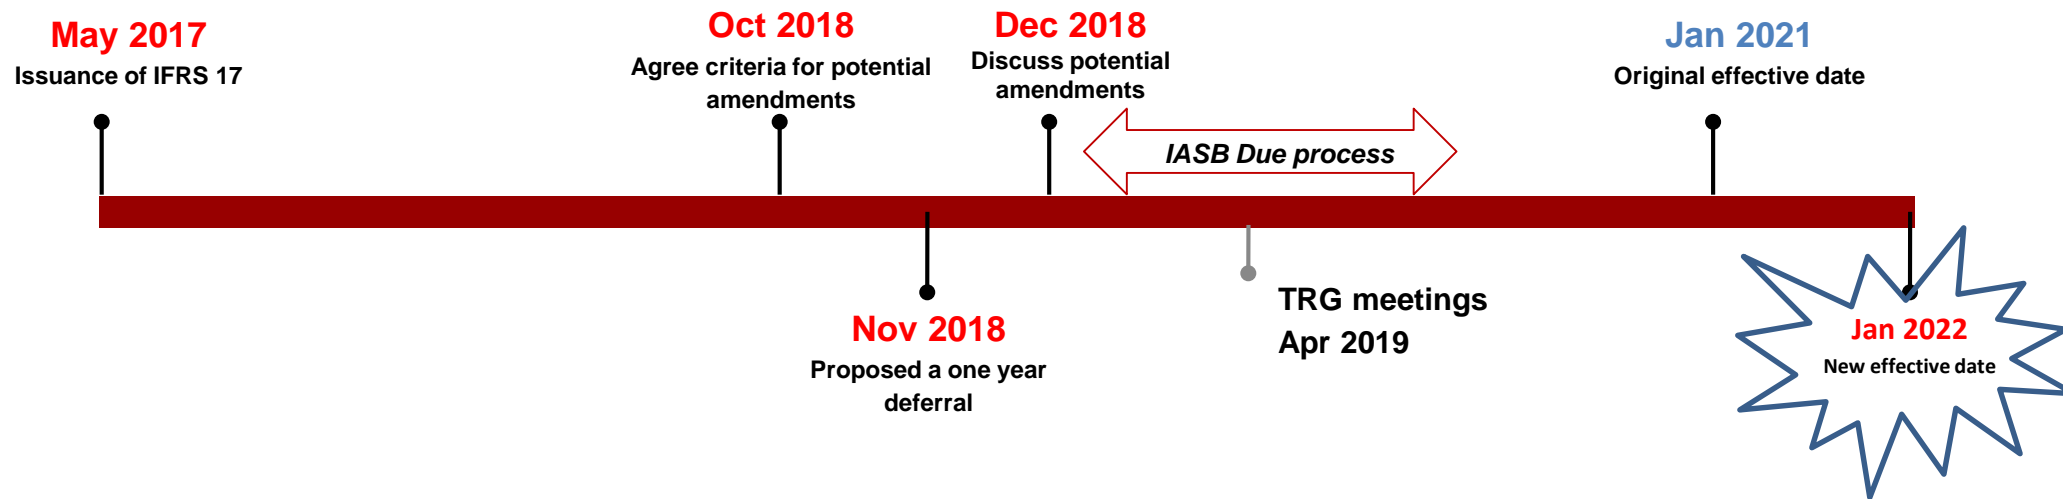 May 2017
Issuance of IFRS 17
Oct 2018
Agree criteria for potential
amendments
Dec 2018
Discuss potential
amendments
Jan 2021
Original effective date
IASB Due process
Nov 2018
Proposed a one year
deferral
TRG meetings
Apr 2019
Jan 2022
New effective date